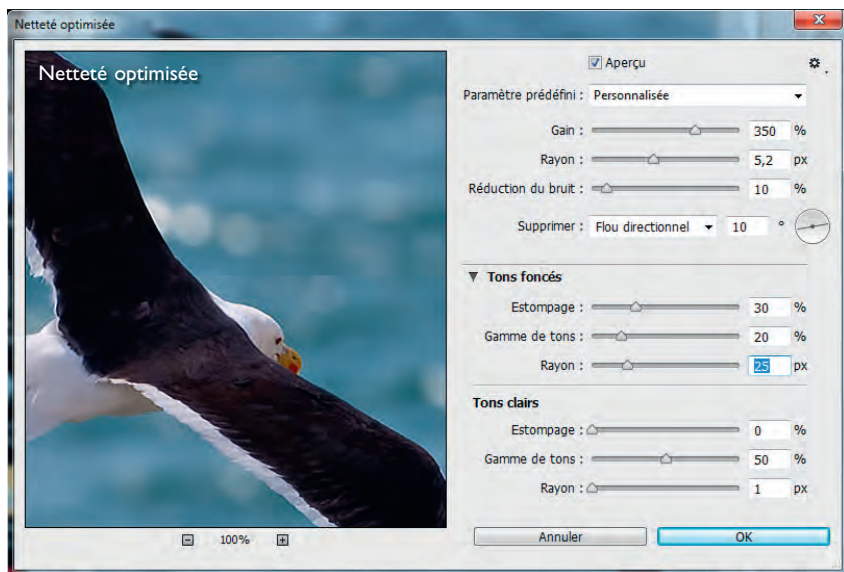 Netteté optimisée
Netteté optimisée
Aperçu
Paramètre prédéfini : Personnalisée
Gain : 350 %
Rayon : 5,2 px
Réduction du bruit : 10 %
Supprimer : Flou directionnel 10 °
Tons foncés
Estompage : 30 %
Gamme de tons : 20 %
Rayon : 25 px
Tons clairs
Estompage : 0 %
Gamme de tons : 50 %
Rayon : 1 px
100%
Annuler OK